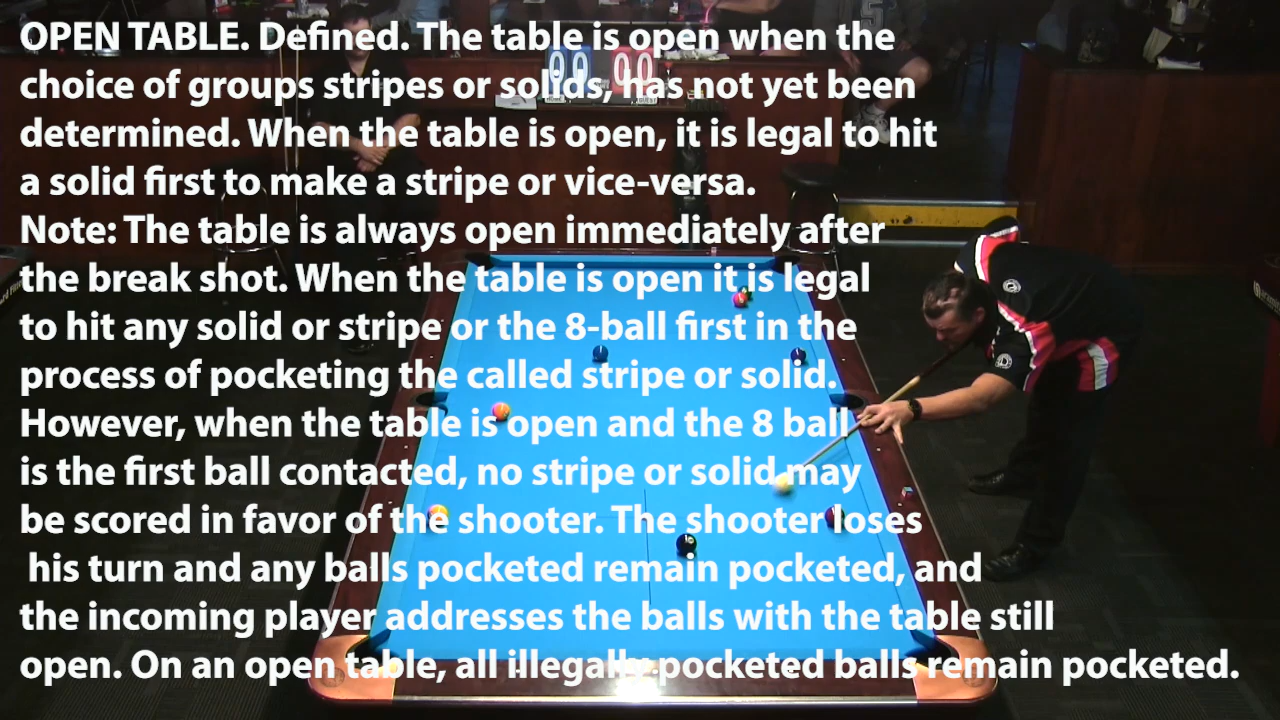 OPEN TABLE. Defined. The table is open when the
choice of groups stripes or solids, has not yet been
determined. When the table is open, it is legal to hit
a solid first to make a stripe or vice-versa.
Note: The table is always open immediately after
the break shot. When the table is open it is legal
to hit any solid or stripe or the 8-ball first in the
process of pocketing the called stripe or solid.
However, when the table is open and the 8 ball
is the first ball contacted, no stripe or solid may
be scored in favor of the shooter. The shooter loses
his turn and any balls pocketed remain pocketed, and
the incoming player addresses the balls with the table still
open. On an open table, all illegally pocketed balls remain pocketed.
00 00
HOME GUEST